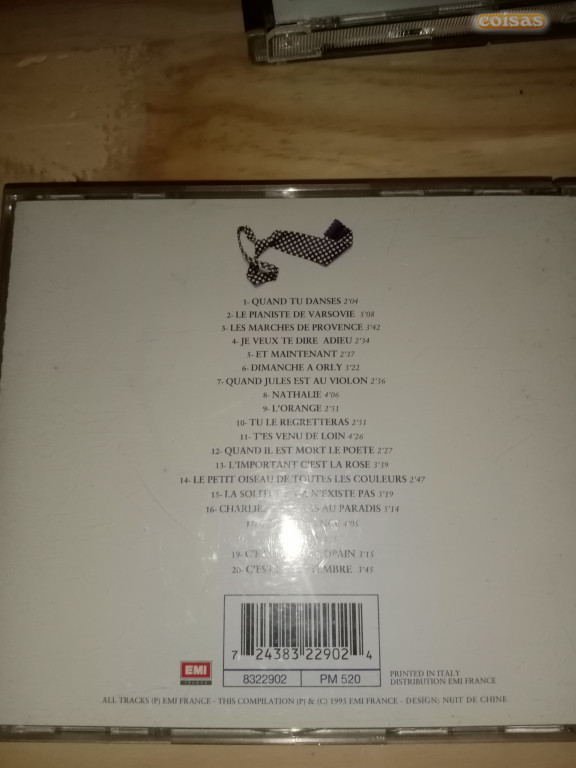 coisas
1- QUAND TU DANSES 2'04
2- LE PIANISTE DE VARSOVIE 3'08
3- LES MARCHES DE PROVENCE 3'42
4- JE VEUX TE DIRE ADIEU 2'34
5- ET MAINTENANT 2'37
6- DIMANCHE A ORLY 3'22
7- QUAND JULES EST AU VIOLON 2'36
8- NATHALIE 4'06
9- L'ORANGE 2'51
10- TU LE REGRETTERAS 2'51
11- T'ES VENU DE LOIN 4'26
12- QUAND IL EST MORT LE POETE 2'27
13- L'IMPORTANT C'EST LA ROSE 3'39
14- LE PETIT OISEAU DE TOUTES LES COULEURS 2'47
15- LA N'EXISTE PAS 3'19
16- AU PARADIS 3'14
4'05
19- 3'15
20- 3'45
7 24383 22902 4
8322902 PM 520
EMI
PRINTED IN ITALY
DISTRIBUTION EMI FRANCE
ALL TRACKS (P) EMI FRANCE - THIS COMPILATION (P) & (C) 1995 EMI FRANCE - DESIGN: NUIT DE CHINE